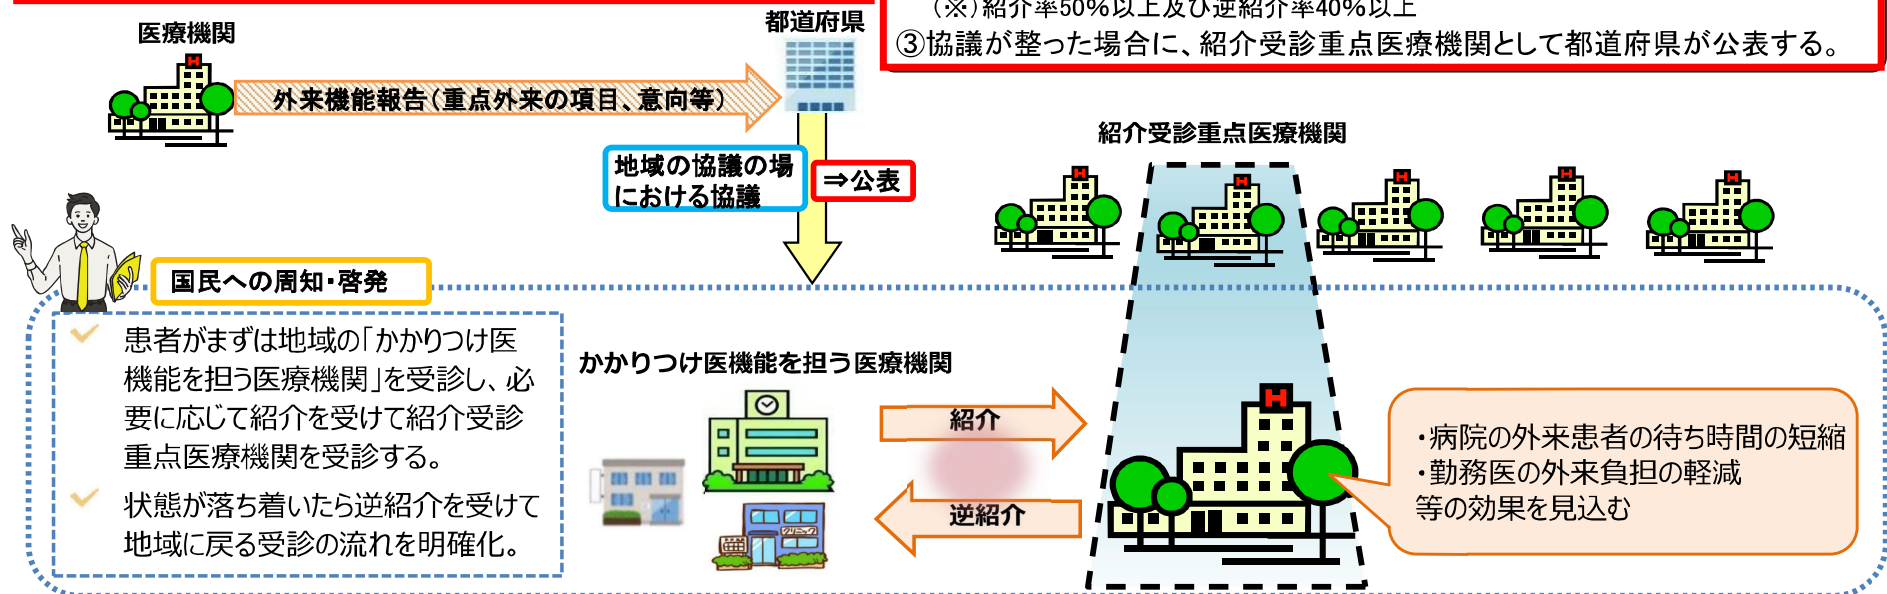 （※）紹介率50％以上及び逆紹介率40％以上
③協議が整った場合に、紹介受診重点医療機関として都道府県が公表する。
医療機関
都道府県
外来機能報告（重点外来の項目、意向等）
地域の協議の場
における協議
⇒公表
紹介受診重点医療機関
国民への周知・啓発
患者がまずは地域の「かかりつけ医
機能を担う医療機関」を受診し、必
要に応じて紹介を受けて紹介受診
重点医療機関を受診する。
状態が落ち着いたら逆紹介を受けて
地域に戻る受診の流れを明確化。
かかりつけ医機能を担う医療機関
クリニック
紹介
逆紹介
H
H
H
H
H
H
H
・病院の外来患者の待ち時間の短縮
・勤務医の外来負担の軽減
等の効果を見込む